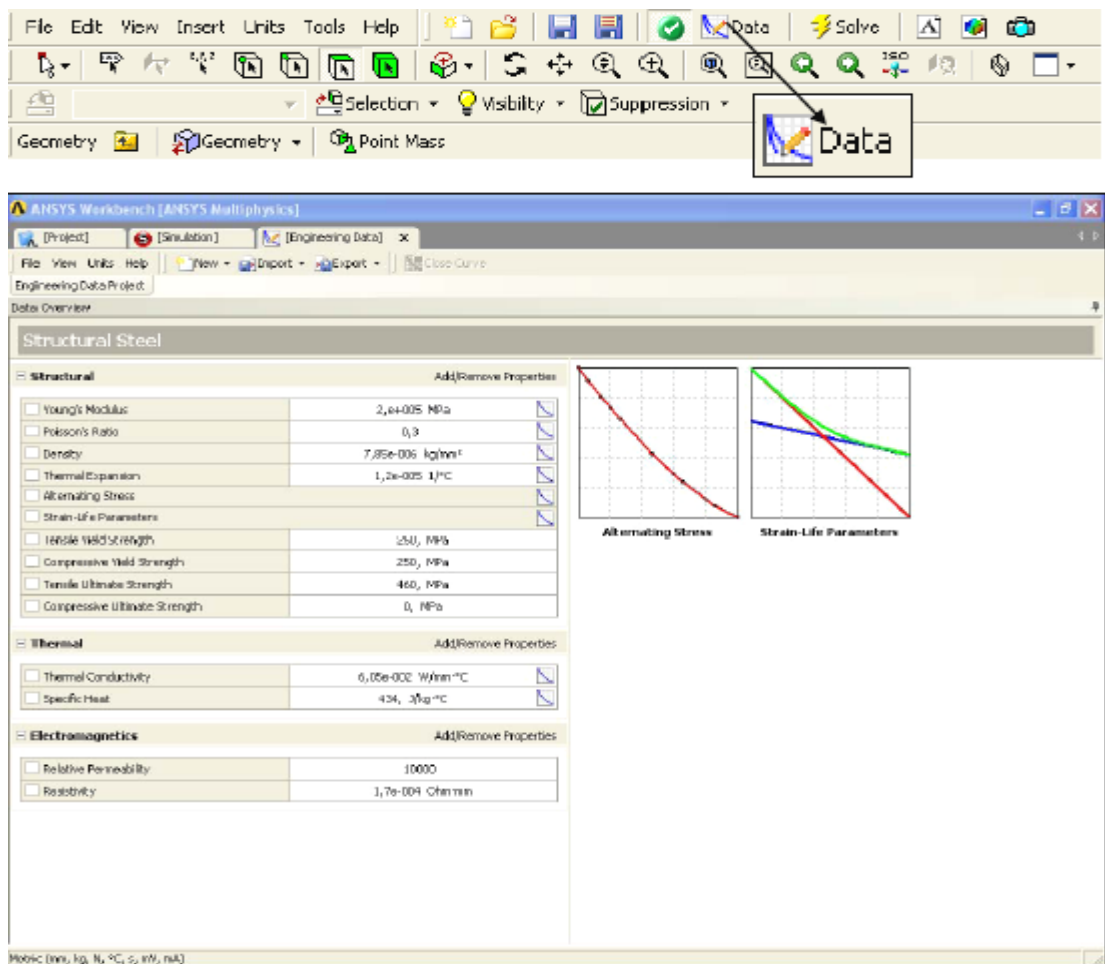 File Edit View Insert Units Tools Help Data Solve
Selection Visibility Suppression
Geometry Geometry Point Mass
Data
ANSYS Workbench [ANSYS Multiphysics]
[Project] [Simulation] [Engineering Data] x
File View Units Help New Import Export Close Curve
Engineering Data Project
Data Overview
Structural Steel
Structural Add/Remove Properties
Young's Modulus 2,e+005 MPa
Poisson's Ratio 0,3
Density 7,85e-006 kg/mm³
Thermal Expansion 1,2e-005 1/°C
Alternating Stress
Strain-Life Parameters
Tensile Yield Strength 250, MPa
Compressive Yield Strength 250, MPa
Tensile Ultimate Strength 460, MPa
Compressive Ultimate Strength 0, MPa
Thermal Add/Remove Properties
Thermal Conductivity 6,05e-002 W/mm·°C
Specific Heat 434, J/kg·°C
Electromagnetics Add/Remove Properties
Relative Permeability 10000
Resistivity 1,7e-004 Ohm mm
Alternating Stress Strain-Life Parameters
Metric (mm, kg, N, °C, s, mV, mA)